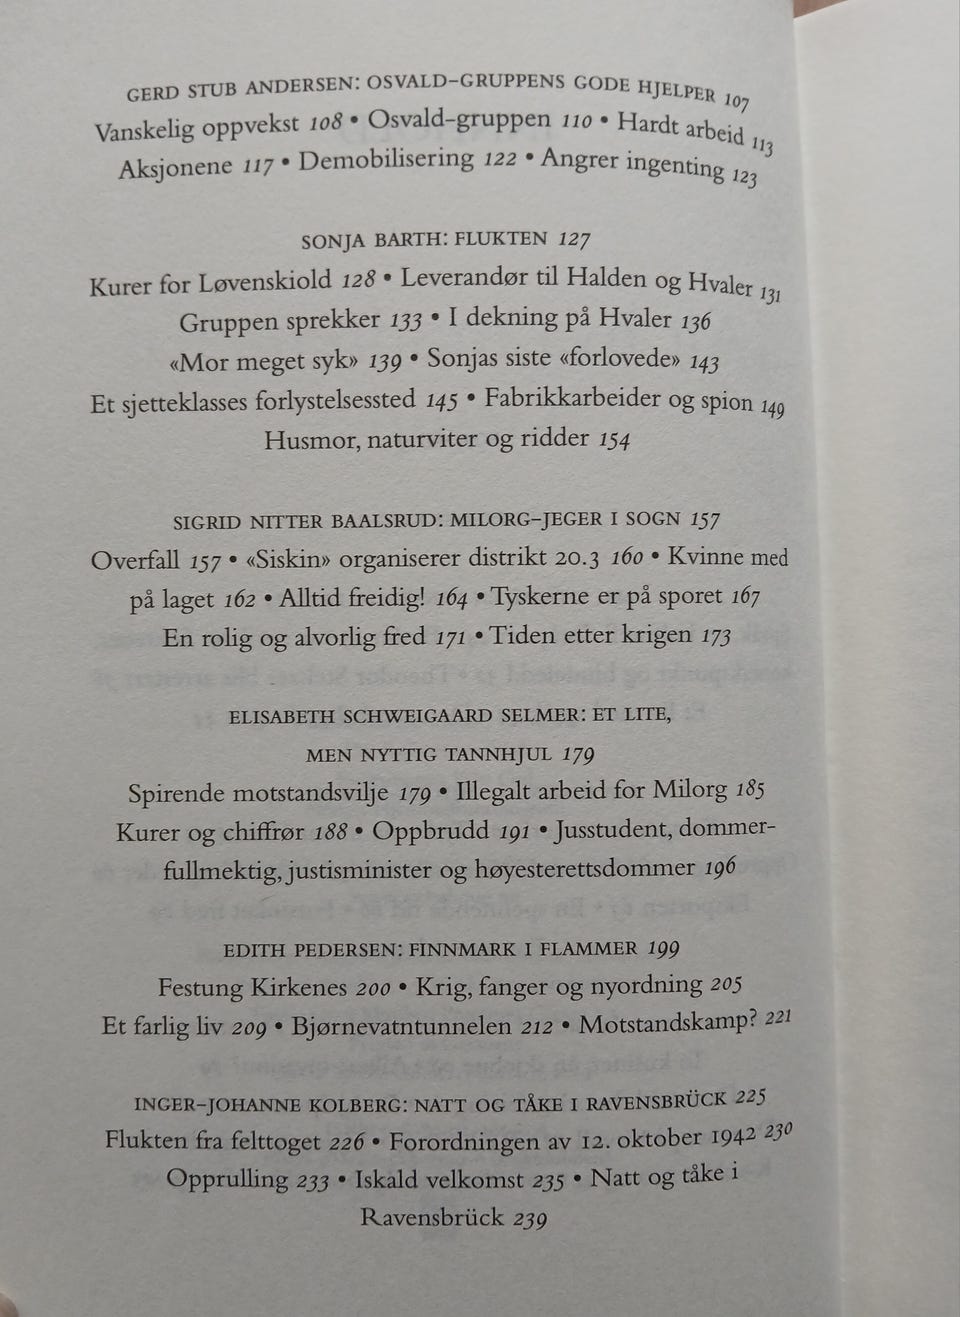 GERD STUB ANDERSEN: OSVALD-GRUPPENS GODE HJELPER 107
Vanskelig oppvekst 108 • Osvald-gruppen 110 • Hardt arbeid 113
Aksjonene 117 • Demobilisering 122 • Angrer ingenting 123
SONJA BARTH: FLUKTEN 127
Kurer for Løvenskiold 128 • Leverandør til Halden og Hvaler 131
Gruppen sprekker 133 • I dekning på Hvaler 136
«Mor meget syk» 139 • Sonjas siste «forlovede» 143
Et sjetteklasses forlystelsessted 145 • Fabrikkarbeider og spion 149
Husmor, naturviter og ridder 154
SIGRID NITTER BAALSRUD: MILORG-JEGER I SOGN 157
Overfall 157 • «Siskin» organiserer distrikt 20.3 160 • Kvinne med
på laget 162 • Alltid freidig! 164 • Tyskerne er på sporet 167
En rolig og alvorlig fred 171 • Tiden etter krigen 173
ELISABETH SCHWEIGAARD SELMER: ET LITE,
MEN NYTTIG TANNHJUL 179
Spirende motstandsvilje 179 • Illegalt arbeid for Milorg 185
Kurer og chiffrør 188 • Oppbrudd 191 • Jusstudent, dommer-
fullmektig, justisminister og høyesterettsdommer 196
EDITH PEDERSEN: FINNMARK I FLAMMER 199
Festung Kirkenes 200 • Krig, fanger og nyordning 205
Et farlig liv 209 • Bjørnevatntunnelen 212 • Motstandskamp? 221
INGER-JOHANNE KOLBERG: NATT OG TÅKE I RAVENSBRÜCK 225
Flukten fra felttoget 226 • Forordningen av 12. oktober 1942 230
Opprulling 233 • Iskald velkomst 235 • Natt og tåke i
Ravensbrück 239